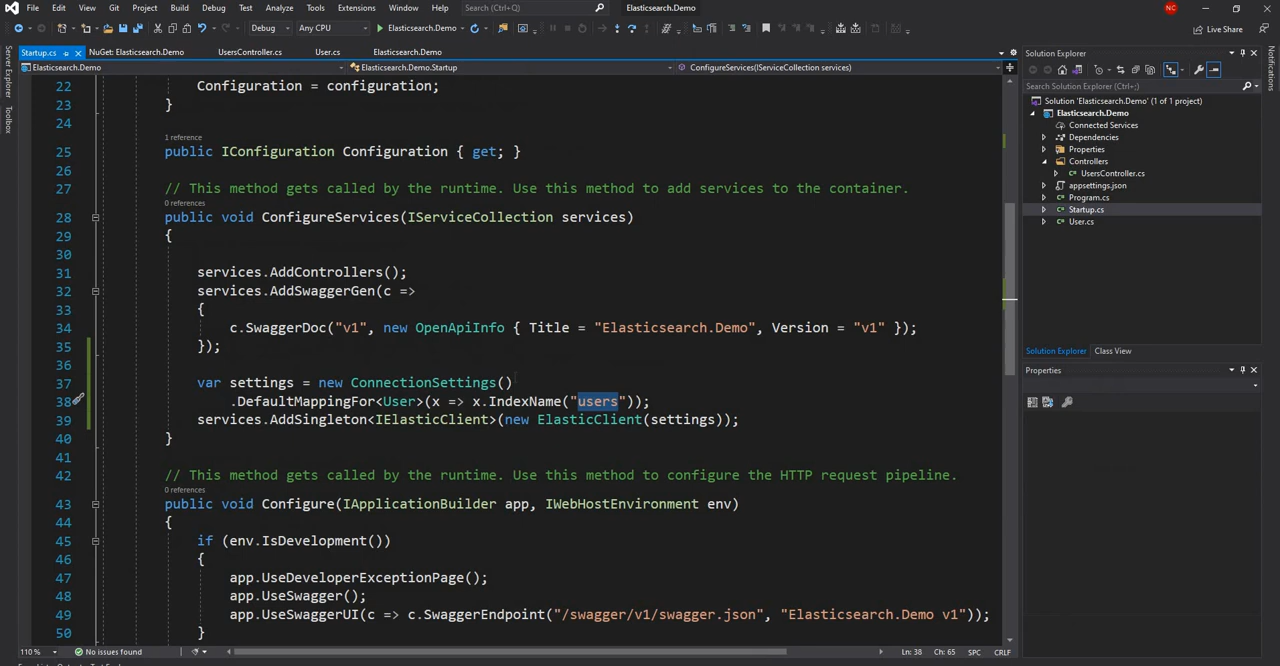 File Edit View Git Project Build Debug Test Analyze Tools Extensions Window Help Search (Ctrl+Q) Elasticsearch.Demo NC
Debug Any CPU Elasticsearch.Demo Live Share
Startup.cs NuGet: Elasticsearch.Demo UsersController.cs User.cs Elasticsearch.Demo
Elasticsearch.Demo Elasticsearch.Demo.Startup ConfigureServices(IServiceCollection services)
Server Explorer
Toolbox
22 Configuration = configuration;
23 }
24
1 reference
25 public IConfiguration Configuration { get; }
26
27 // This method gets called by the runtime. Use this method to add services to the container.
0 references
28 public void ConfigureServices(IServiceCollection services)
29 {
30
31 services.AddControllers();
32 services.AddSwaggerGen(c =>
33 {
34 c.SwaggerDoc("v1", new OpenApiInfo { Title = "Elasticsearch.Demo", Version = "v1" });
35 });
36
37 var settings = new ConnectionSettings()
38 .DefaultMappingFor<User>(x => x.IndexName("users"));
39 services.AddSingleton<IElasticClient>(new ElasticClient(settings));
40 }
41
42 // This method gets called by the runtime. Use this method to configure the HTTP request pipeline.
0 references
43 public void Configure(IApplicationBuilder app, IWebHostEnvironment env)
44 {
45 if (env.IsDevelopment())
46 {
47 app.UseDeveloperExceptionPage();
48 app.UseSwagger();
49 app.UseSwaggerUI(c => c.SwaggerEndpoint("/swagger/v1/swagger.json", "Elasticsearch.Demo v1"));
50 }
110 % No issues found Ln: 38 Ch: 65 SPC CRLF
Solution Explorer
Search Solution Explorer (Ctrl+;)
Solution 'Elasticsearch.Demo' (1 of 1 project)
Elasticsearch.Demo
Connected Services
Dependencies
Properties
Controllers
UsersController.cs
appsettings.json
Program.cs
Startup.cs
User.cs
Solution Explorer Class View
Properties
Notifications